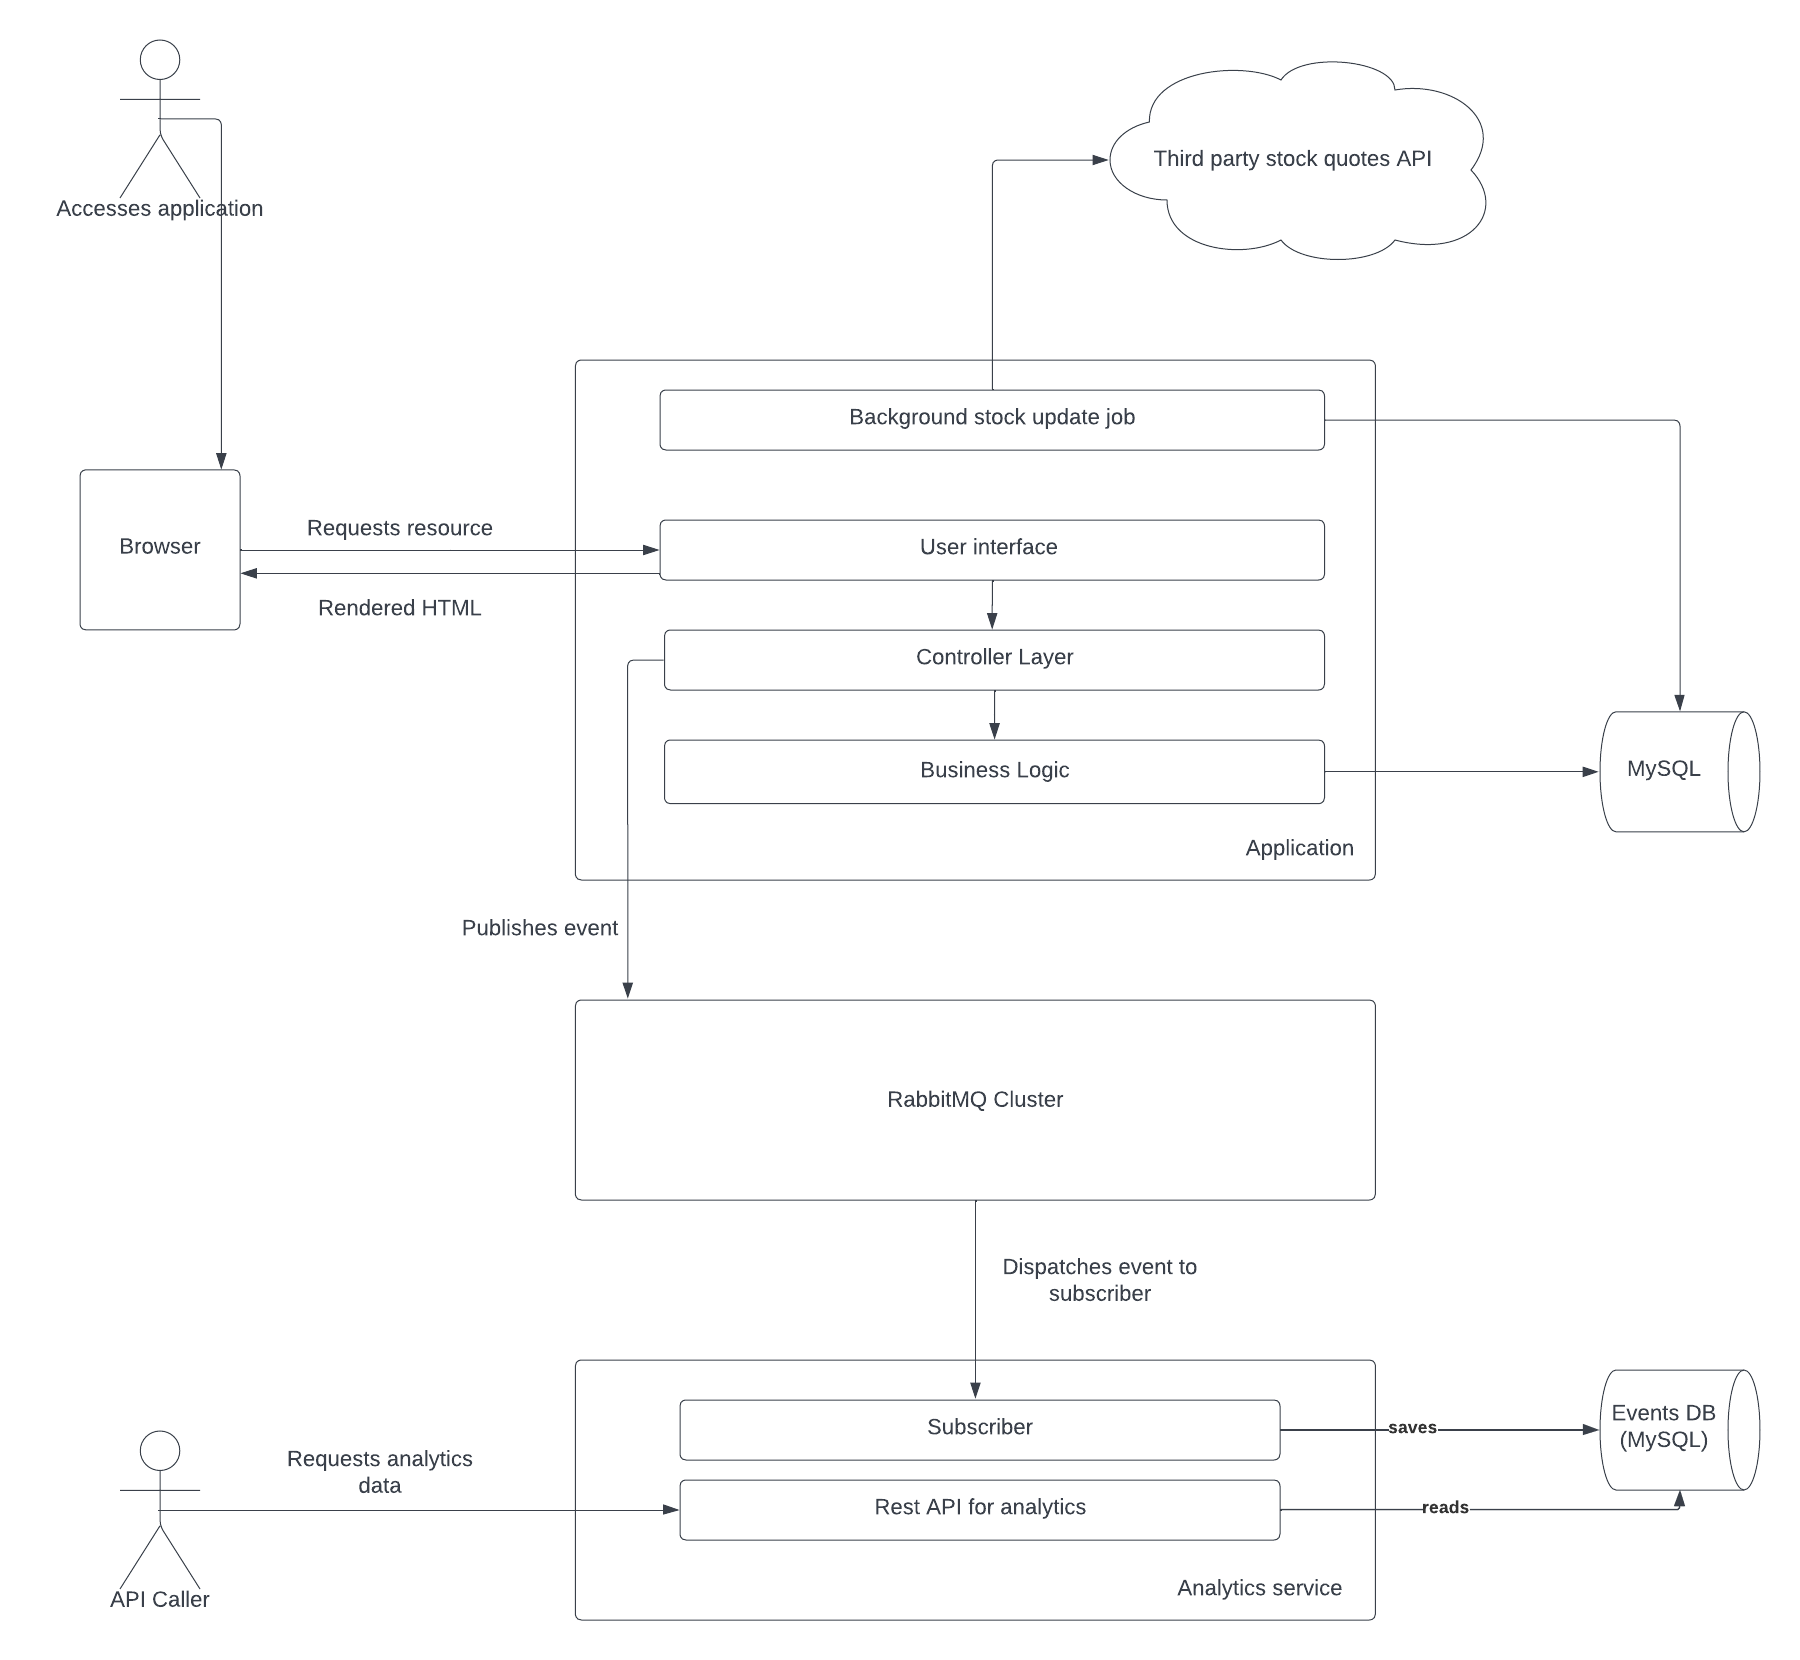 Accesses application
Third party stock quotes API
Background stock update job
Browser
Requests resource
User interface
Rendered HTML
Controller Layer
Business Logic
MySQL
Application
Publishes event
RabbitMQ Cluster
Dispatches event to
subscriber
Subscriber
saves
Events DB
(MySQL)
Requests analytics
data
Rest API for analytics
reads
API Caller
Analytics service